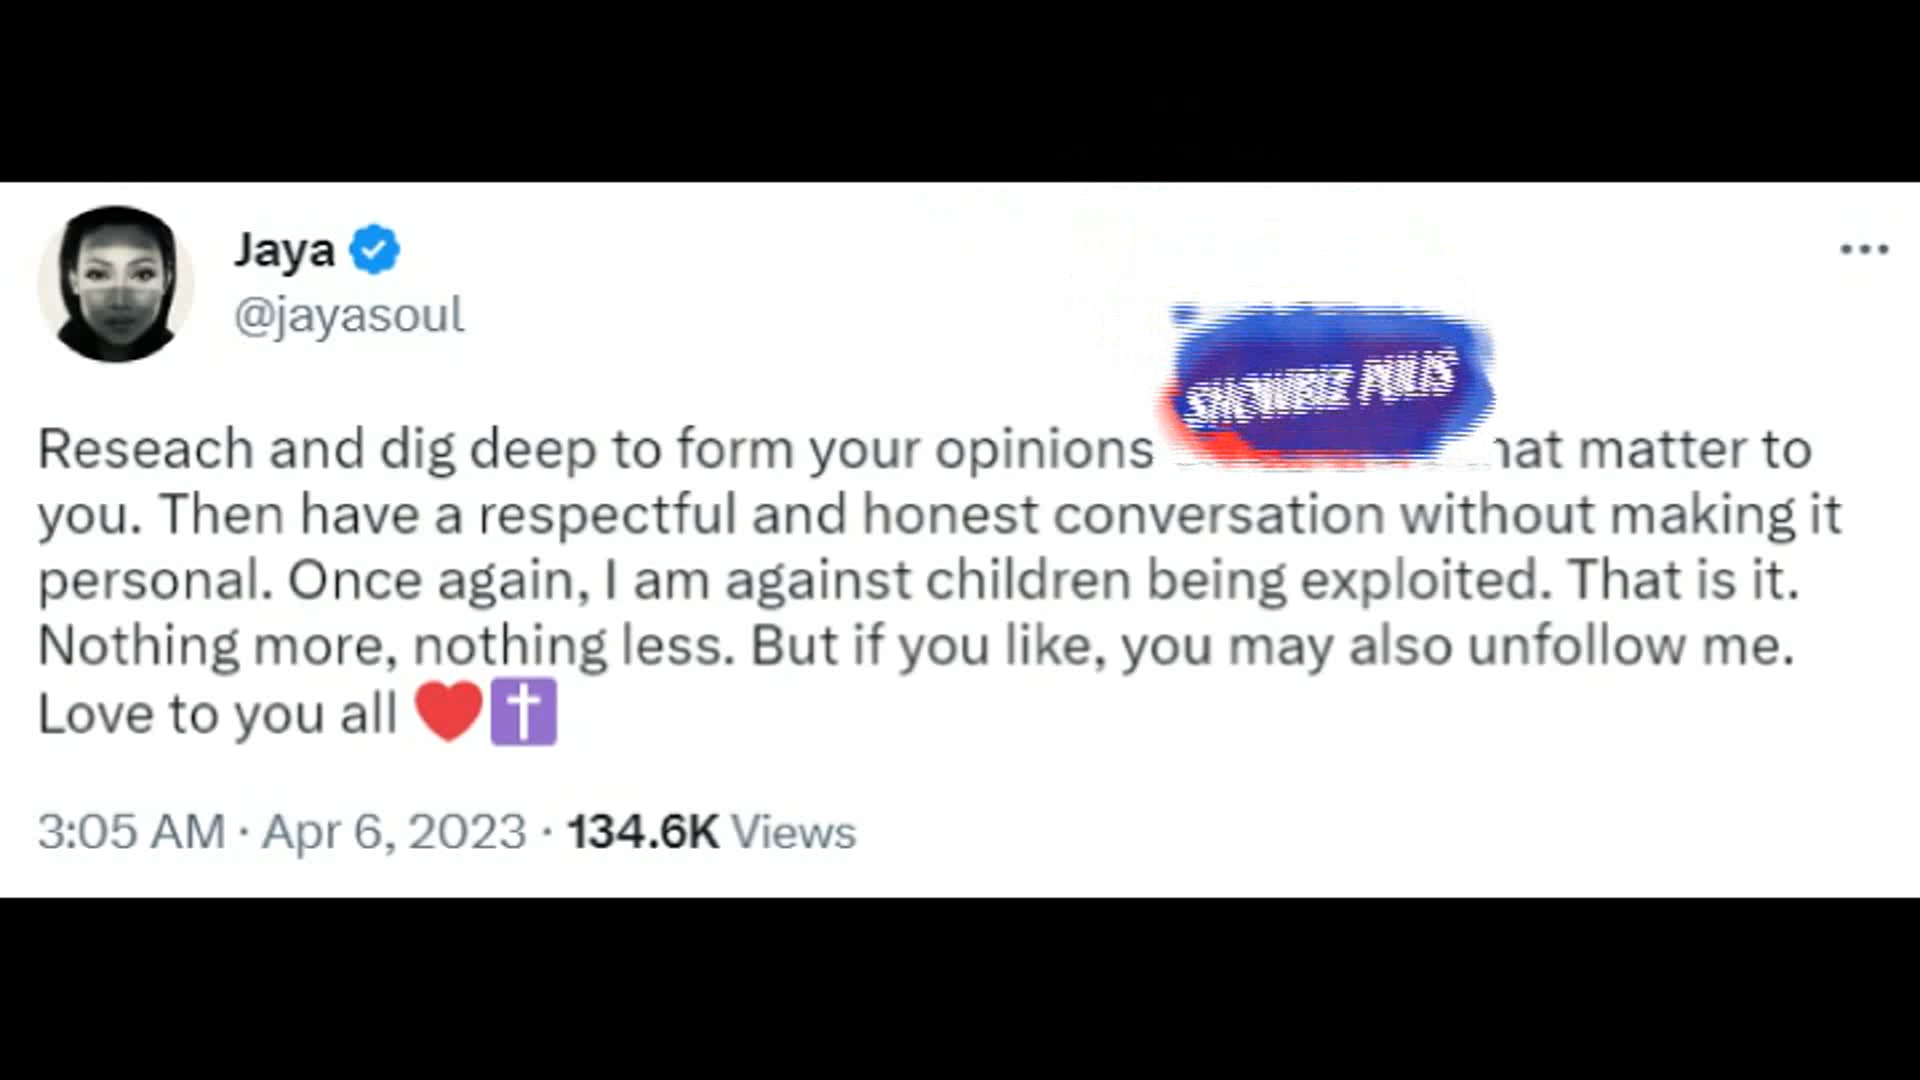 Jaya
@jayasoul
SHOWBIZ PULIS
Reseach and dig deep to form your opinions hat matter to
you. Then have a respectful and honest conversation without making it
personal. Once again, I am against children being exploited. That is it.
Nothing more, nothing less. But if you like, you may also unfollow me.
Love to you all ❤️✝️
3:05 AM · Apr 6, 2023 · 134.6K Views